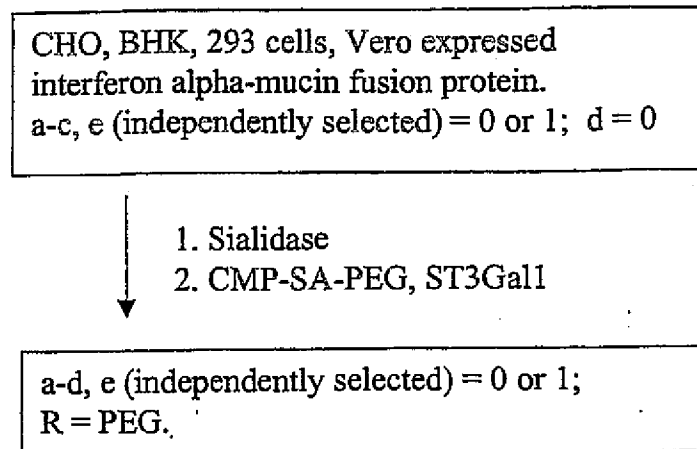 CHO, BHK, 293 cells, Vero expressed
interferon alpha-mucin fusion protein.
a-c, e (independently selected) = 0 or 1; d = 0
1. Sialidase
2. CMP-SA-PEG, ST3Gal1
a-d, e (independently selected) = 0 or 1;
R = PEG.